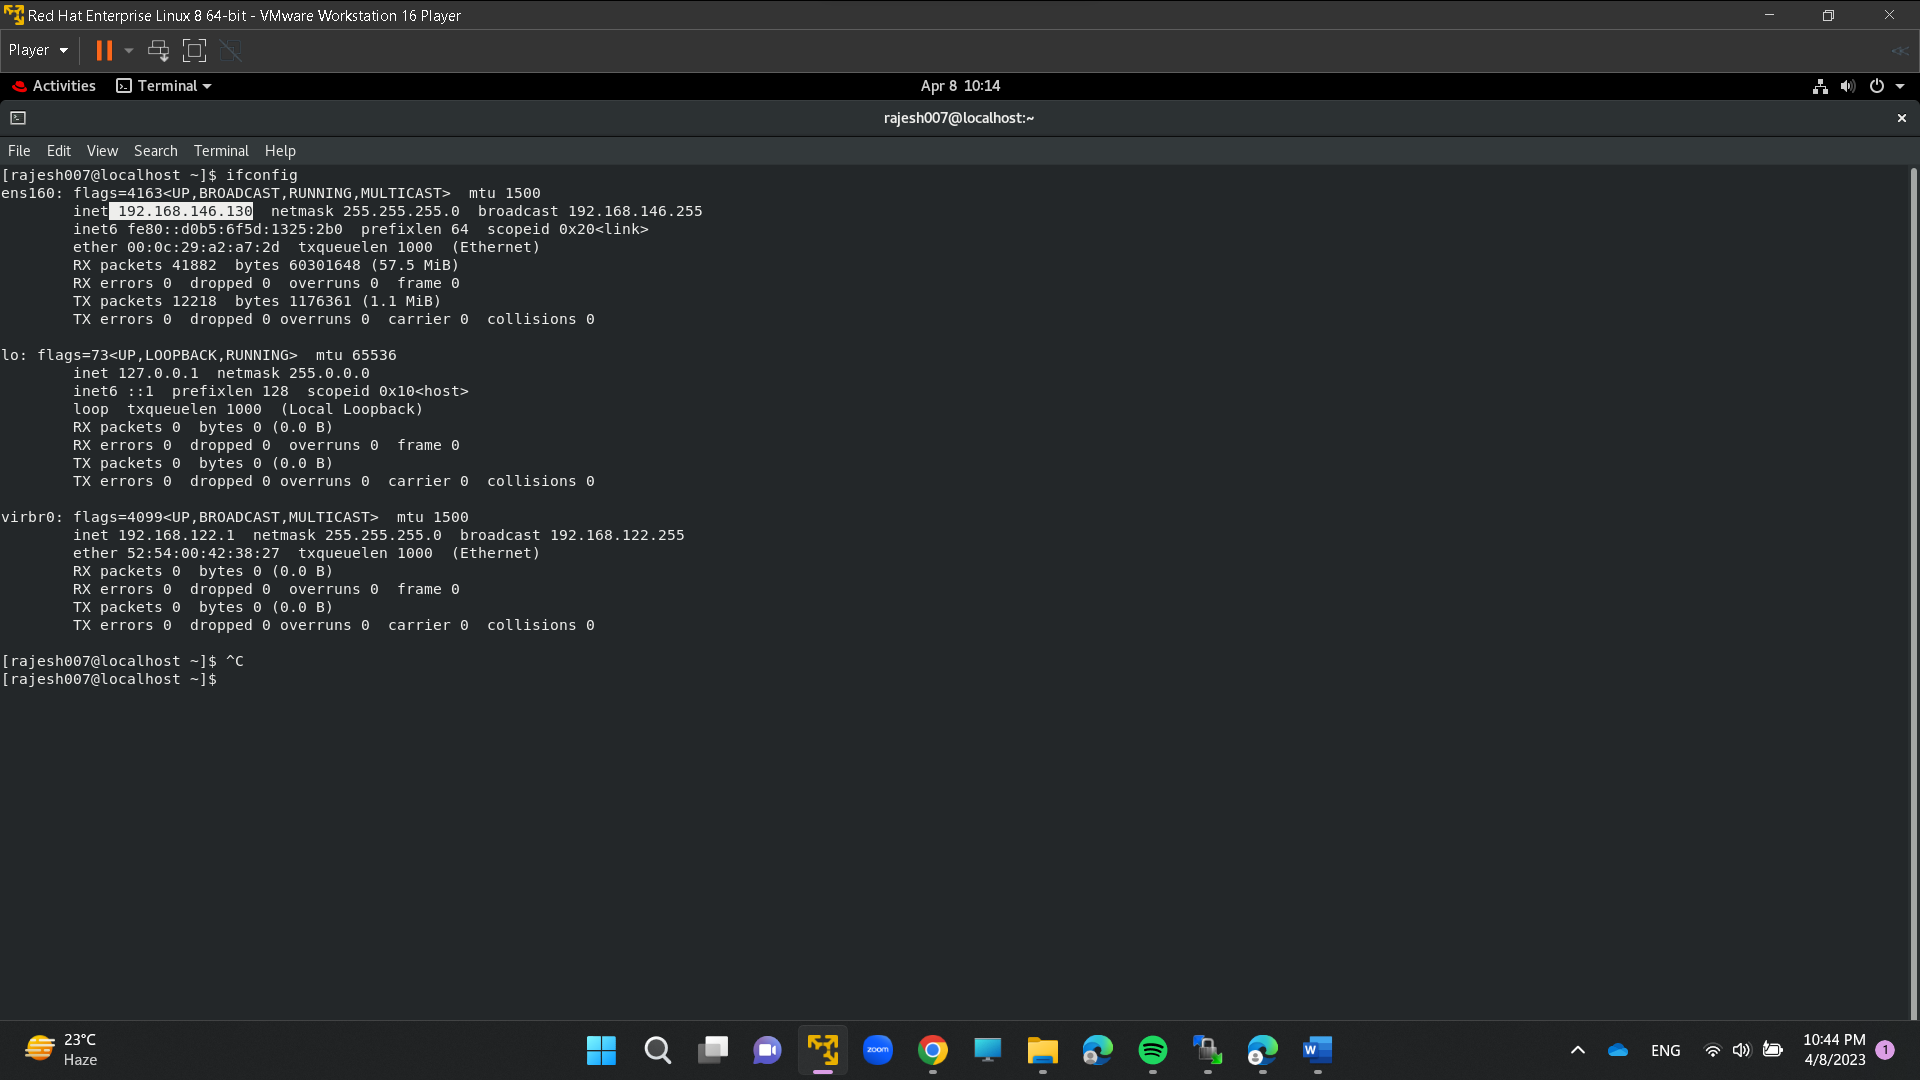 Red Hat Enterprise Linux 8 64-bit - VMware Workstation 16 Player
Player
Activities Terminal Apr 8 10:14
rajesh007@localhost:~
File Edit View Search Terminal Help
[rajesh007@localhost ~]$ ifconfig
ens160: flags=4163<UP,BROADCAST,RUNNING,MULTICAST>  mtu 1500
        inet 192.168.146.130  netmask 255.255.255.0  broadcast 192.168.146.255
        inet6 fe80::d0b5:6f5d:1325:2b0  prefixlen 64  scopeid 0x20<link>
        ether 00:0c:29:a2:a7:2d  txqueuelen 1000  (Ethernet)
        RX packets 41882  bytes 60301648 (57.5 MiB)
        RX errors 0  dropped 0  overruns 0  frame 0
        TX packets 12218  bytes 1176361 (1.1 MiB)
        TX errors 0  dropped 0 overruns 0  carrier 0  collisions 0

lo: flags=73<UP,LOOPBACK,RUNNING>  mtu 65536
        inet 127.0.0.1  netmask 255.0.0.0
        inet6 ::1  prefixlen 128  scopeid 0x10<host>
        loop  txqueuelen 1000  (Local Loopback)
        RX packets 0  bytes 0 (0.0 B)
        RX errors 0  dropped 0  overruns 0  frame 0
        TX packets 0  bytes 0 (0.0 B)
        TX errors 0  dropped 0 overruns 0  carrier 0  collisions 0

virbr0: flags=4099<UP,BROADCAST,MULTICAST>  mtu 1500
        inet 192.168.122.1  netmask 255.255.255.0  broadcast 192.168.122.255
        ether 52:54:00:42:38:27  txqueuelen 1000  (Ethernet)
        RX packets 0  bytes 0 (0.0 B)
        RX errors 0  dropped 0  overruns 0  frame 0
        TX packets 0  bytes 0 (0.0 B)
        TX errors 0  dropped 0 overruns 0  carrier 0  collisions 0

[rajesh007@localhost ~]$ ^C
[rajesh007@localhost ~]$
23°C
Haze
zoom
W
ENG
10:44 PM
4/8/2023
1